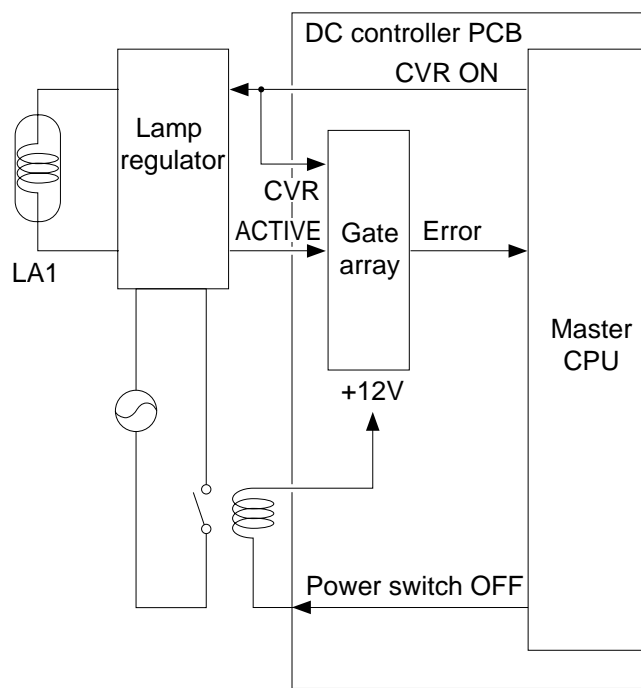 DC controller PCB
CVR ON
Lamp
regulator
CVR
ACTIVE
Gate
array
Error
LA1
Master
CPU
+12V
Power switch OFF